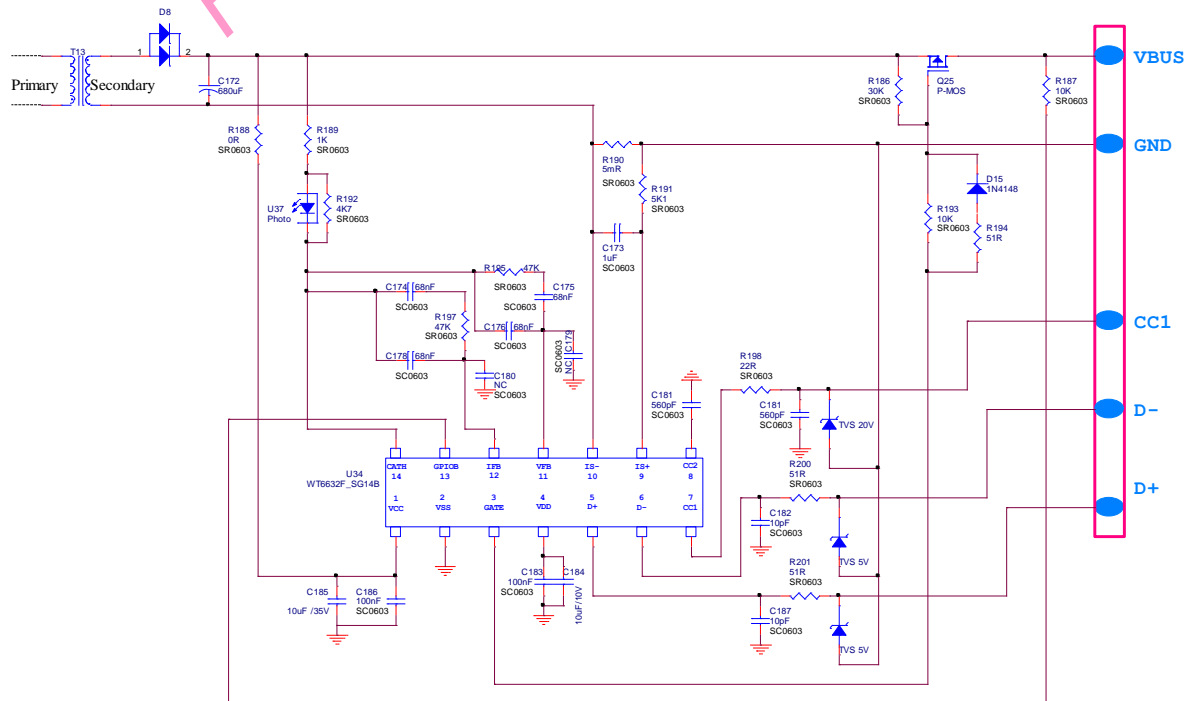 D8
1
2
T13
Primary
Secondary
C172
680uF
R188
0R
SR0603
R189
1K
SR0603
R186
30K
SR0603
Q25
P-MOS
R187
10K
SR0603
VBUS
GND
CC1
D-
D+
R190
5mR
SR0603
R191
5K1
SR0603
D15
1N4148
R193
10K
SR0603
R194
51R
U37
Photo
R192
4K7
SR0603
C173
1uF
SC0603
R195
47K
SR0603
C175
68nF
SC0603
C174
68nF
SC0603
R197
47K
SR0603
C176
68nF
SC0603
C179
NC
SC0603
C178
68nF
SC0603
C180
NC
SC0603
C181
560pF
SC0603
R198
22R
SR0603
C181
560pF
SC0603
TVS 20V
U34
WT6632F_SG14B
CATH
14
GPIOB
13
IFB
12
VFB
11
IS-
10
IS+
9
CC2
8
1
VCC
2
VSS
3
GATE
4
VDD
5
D+
6
D-
7
CC1
R200
51R
SR0603
C182
10pF
SC0603
TVS 5V
R201
51R
SR0603
C187
10pF
SC0603
TVS 5V
C183
100nF
SC0603
C184
10uF/10V
C185
10uF /35V
C186
100nF
SC0603